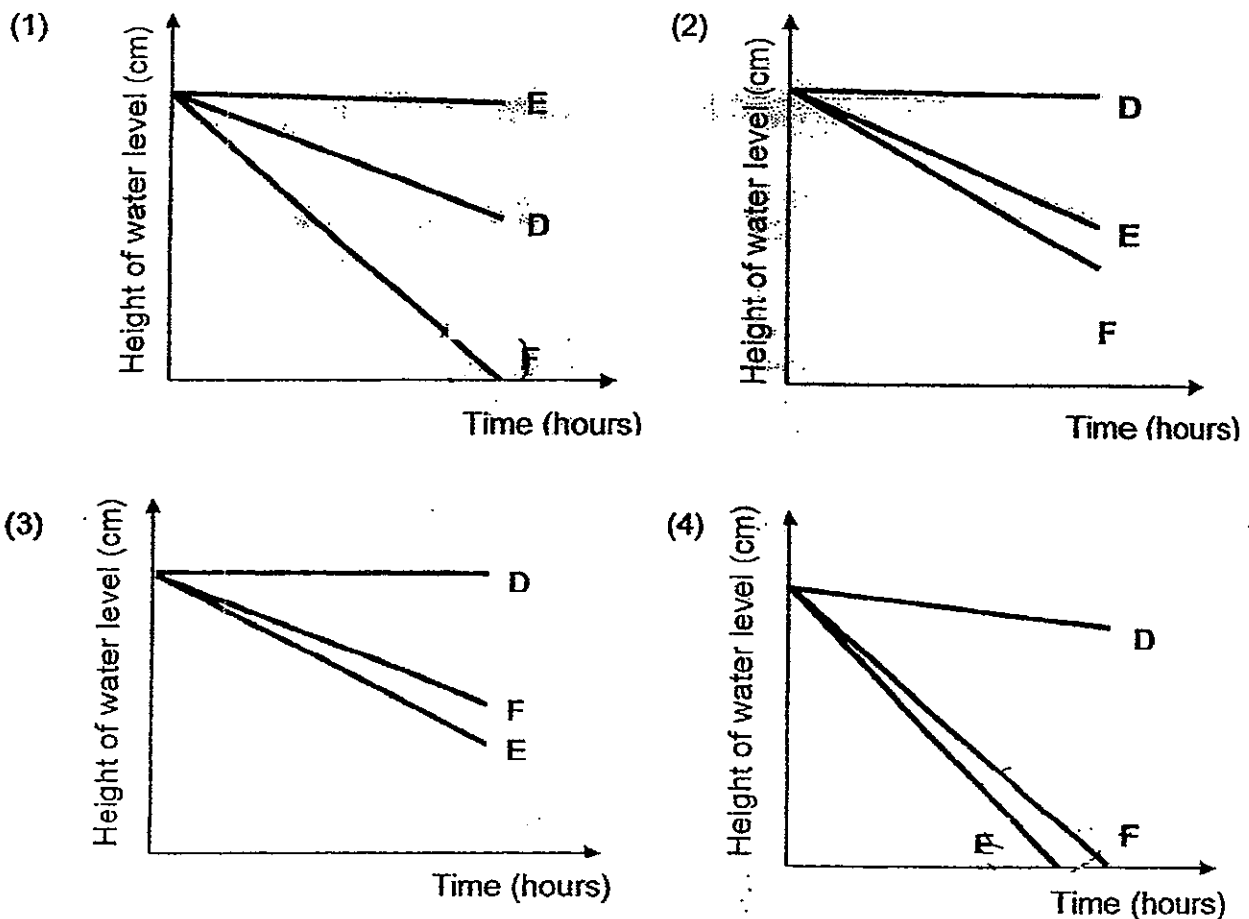 (1)
Height of water level (cm)
E
D
F
Time (hours)
(2)
Height of water level (cm)
D
E
F
Time (hours)
(3)
Height of water level (cm)
D
F
E
Time (hours)
(4)
Height of water level (cm)
D
E
F
Time (hours)